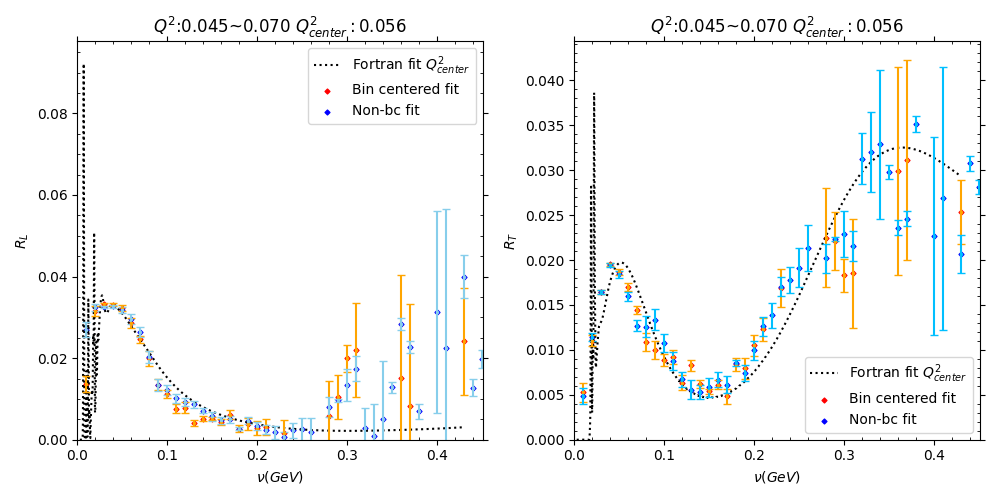 Q²:0.045~0.070 Q²center : 0.056
Fortran fit Q²center
Bin centered fit
Non-bc fit
0.08
0.06
0.04
0.02
0.00
R_L
0.0 0.1 0.2 0.3 0.4
ν(GeV)
Q²:0.045~0.070 Q²center : 0.056
0.040
0.035
0.030
0.025
0.020
0.015
0.010
0.005
0.000
R_T
Fortran fit Q²center
Bin centered fit
Non-bc fit
0.0 0.1 0.2 0.3 0.4
ν(GeV)